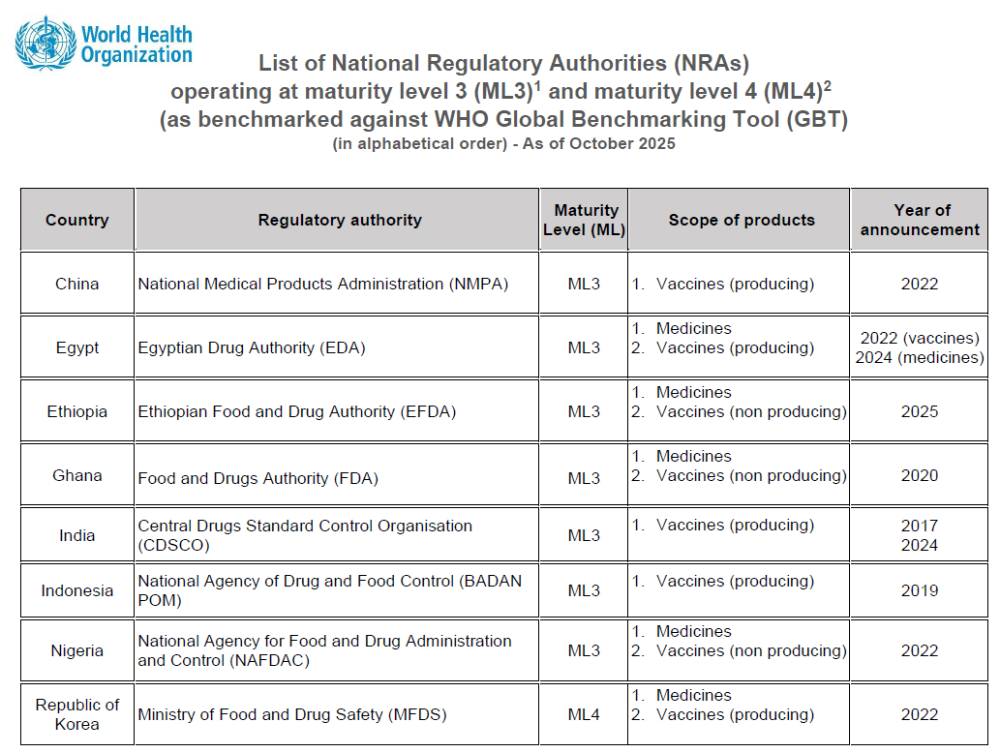 World Health
Organization
List of National Regulatory Authorities (NRAs)
operating at maturity level 3 (ML3)1 and maturity level 4 (ML4)2
(as benchmarked against WHO Global Benchmarking Tool (GBT)
(in alphabetical order) - As of October 2025
Country Regulatory authority Maturity Level (ML) Scope of products Year of announcement
China National Medical Products Administration (NMPA) ML3 1. Vaccines (producing) 2022
Egypt Egyptian Drug Authority (EDA) ML3 1. Medicines
2. Vaccines (producing) 2022 (vaccines)
2024 (medicines)
Ethiopia Ethiopian Food and Drug Authority (EFDA) ML3 1. Medicines
2. Vaccines (non producing) 2025
Ghana Food and Drugs Authority (FDA) ML3 1. Medicines
2. Vaccines (non producing) 2020
India Central Drugs Standard Control Organisation
(CDSCO) ML3 1. Vaccines (producing) 2017
2024
Indonesia National Agency of Drug and Food Control (BADAN
POM) ML3 1. Vaccines (producing) 2019
Nigeria National Agency for Food and Drug Administration
and Control (NAFDAC) ML3 1. Medicines
2. Vaccines (non producing) 2022
Republic of
Korea Ministry of Food and Drug Safety (MFDS) ML4 1. Medicines
2. Vaccines (producing) 2022